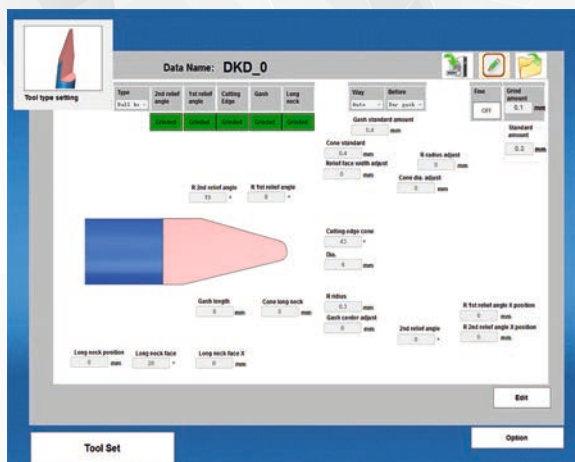 Tool type setting
Data Name: DKD_0
Type
2nd relief angle
1st relief angle
Cutting Edge
Gash
Long neck
Way
Before
Fine
Grind amount
Auto
OFF
0.1 mm
Grinded Grinded Grinded Grinded Grinded
Gash standard amount
0.4 mm
Standard amount
0.2 mm
Cone standard
0.4 mm
R radius adjust
0 mm
Relief face width adjust
0 mm
Cone dia. adjust
0 mm
R 2nd relief angle
15 °
R 1st relief angle
8 °
Cutting edge cone
45 °
Dia.
6 mm
Gash length
0 mm
Cone long neck
0 mm
R ridius
0.3 mm
Gash center adjust
0 mm
2nd relief angle
0 °
R 1st relief angle X position
0 mm
R 2nd relief angle X position
0 mm
Long neck position
0 mm
Long neck face
20 °
Long neck face X
0 mm
Edit
Tool Set
Option